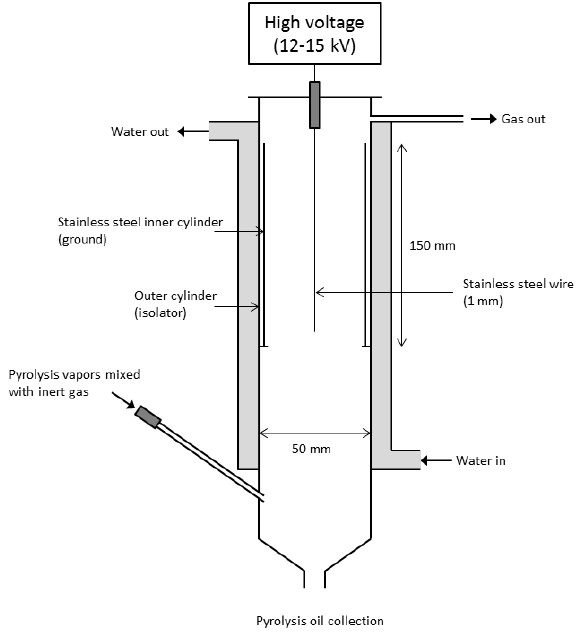 High voltage
(12-15 kV)
Water out
Gas out
Stainless steel inner cylinder
(ground)
150 mm
Outer cylinder
(isolator)
Stainless steel wire
(1 mm)
Pyrolysis vapors mixed
with inert gas
50 mm
Water in
Pyrolysis oil collection